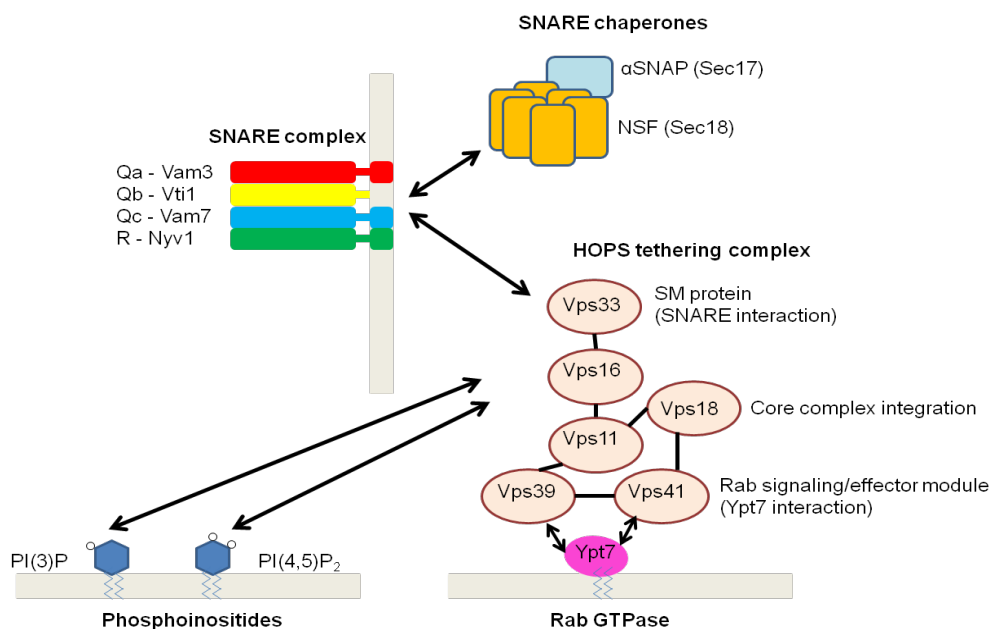 SNARE chaperones
αSNAP (Sec17)
NSF (Sec18)
SNARE complex
Qa - Vam3
Qb - Vti1
Qc - Vam7
R - Nyv1
HOPS tethering complex
Vps33
SM protein
(SNARE interaction)
Vps16
Vps18
Core complex integration
Vps11
Vps39
Vps41
Rab signaling/effector module
(Ypt7 interaction)
Ypt7
PI(3)P
PI(4,5)P₂
Phosphoinositides
Rab GTPase